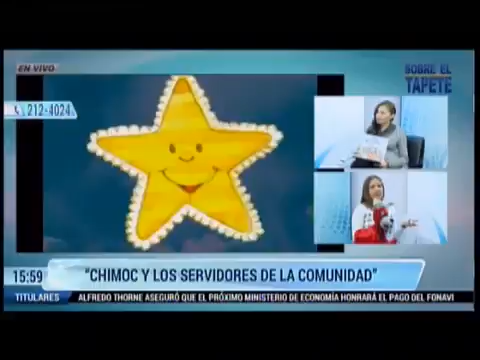 EN VIVO
SOBRE EL
TAPETE
212-4024
15:59
"CHIMOC Y LOS SERVIDORES DE LA COMUNIDAD"
TITULARES
ALFREDO THORNE ASEGURÓ QUE EL PRÓXIMO MINISTERIO DE ECONOMÍA HONRARÁ EL PAGO DEL FONAVI